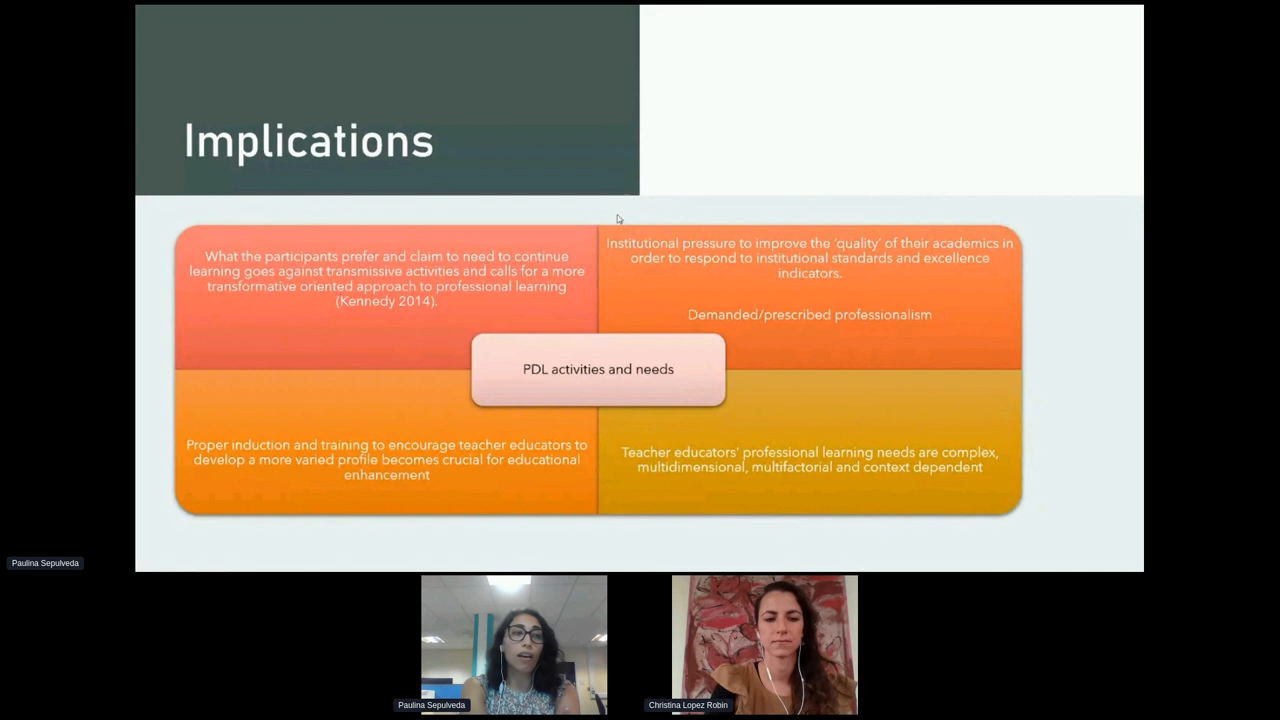 Implications
What the participants prefer and claim to need to continue
learning goes against transmissive activities and calls for a more
transformative oriented approach to professional learning
(Kennedy 2014).
Institutional pressure to improve the ‘quality’ of their academics in
order to respond to institutional standards and excellence
indicators.
Demanded/prescribed professionalism
PDL activities and needs
Proper induction and training to encourage teacher educators to
develop a more varied profile becomes crucial for educational
enhancement
Teacher educators’ professional learning needs are complex,
multidimensional, multifactorial and context dependent
Paulina Sepulveda
Paulina Sepulveda
Christina Lopez Robin